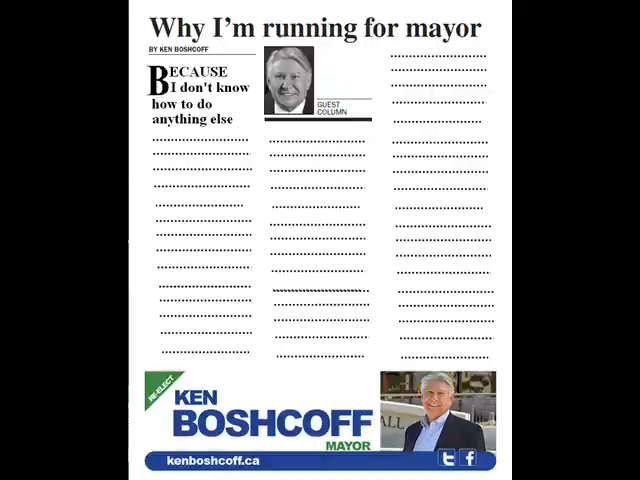 Why I'm running for mayor
BY KEN BOSHCOFF
BECAUSE
I don't know
how to do
anything else
GUEST
COLUMN
RE-ELECT
KEN
BOSHCOFF
MAYOR
ALL
kenboshcoff.ca